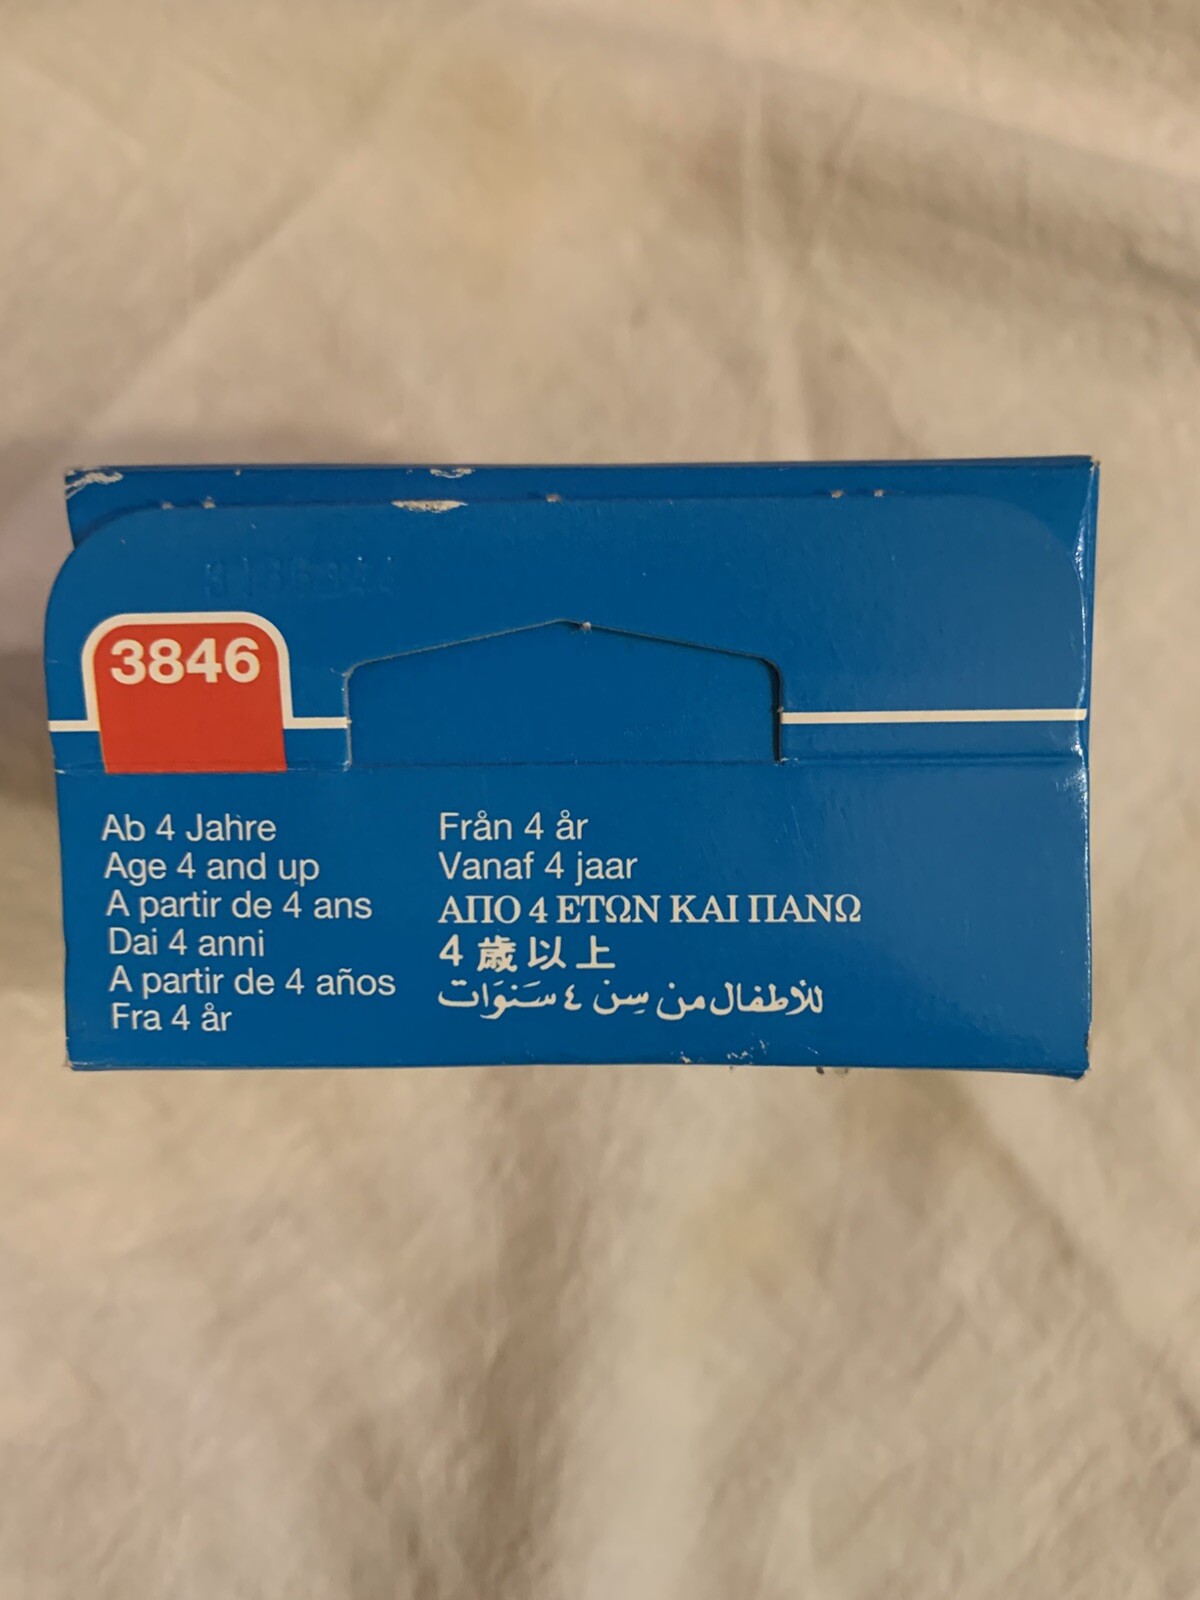 3846
Ab 4 Jahre
Age 4 and up
A partir de 4 ans
Dai 4 anni
A partir de 4 años
Fra 4 år
Från 4 år
Vanaf 4 jaar
ΑΠΟ 4 ΕΤΩΝ ΚΑΙ ΠΑΝΩ
4 歳以上
للأطفال من سِن ٤ سَنوَات